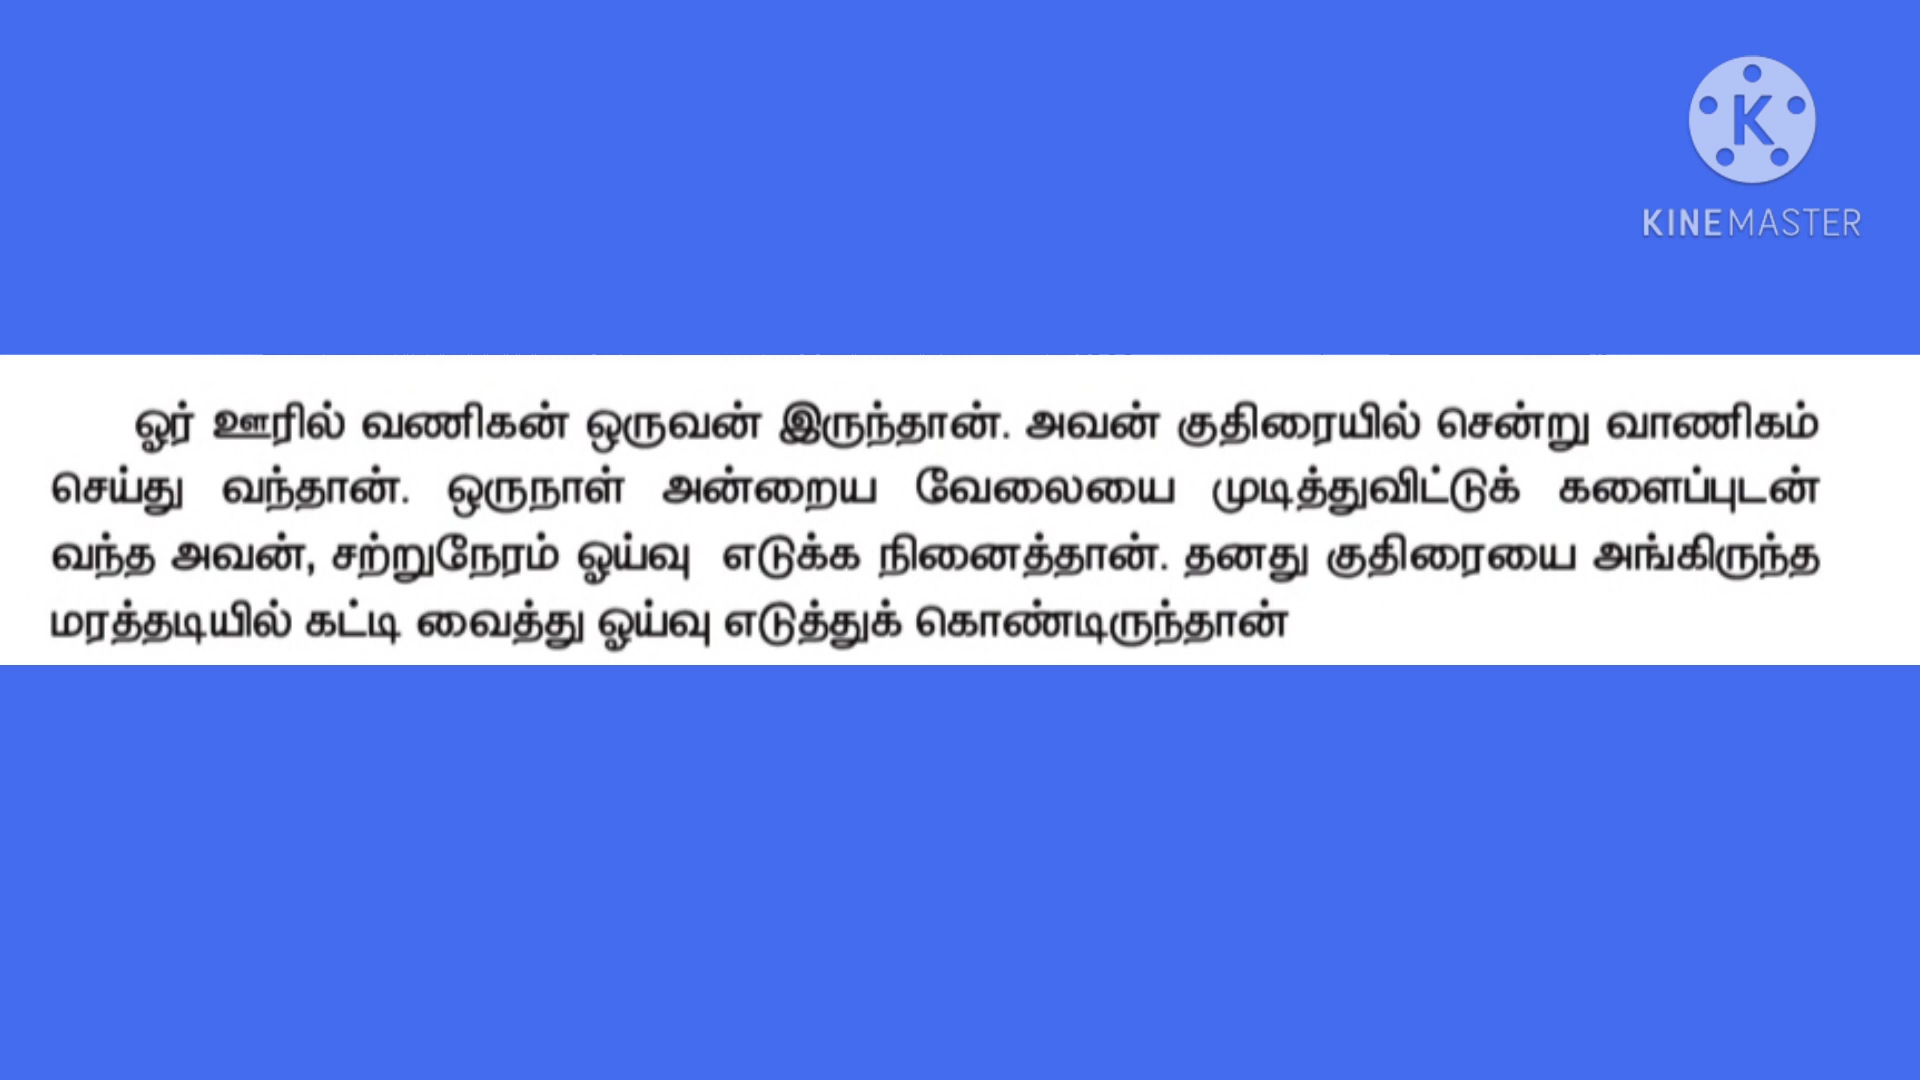 KINEMASTER
ஓர் ஊரில் வணிகன் ஒருவன் இருந்தான். அவன் குதிரையில் சென்று வாணிகம்
செய்து வந்தான். ஒருநாள் அன்றைய வேலையை முடித்துவிட்டுக் களைப்புடன்
வந்த அவன், சற்றுநேரம் ஓய்வு எடுக்க நினைத்தான். தனது குதிரையை அங்கிருந்த
மரத்தடியில் கட்டி வைத்து ஓய்வு எடுத்துக் கொண்டிருந்தான்